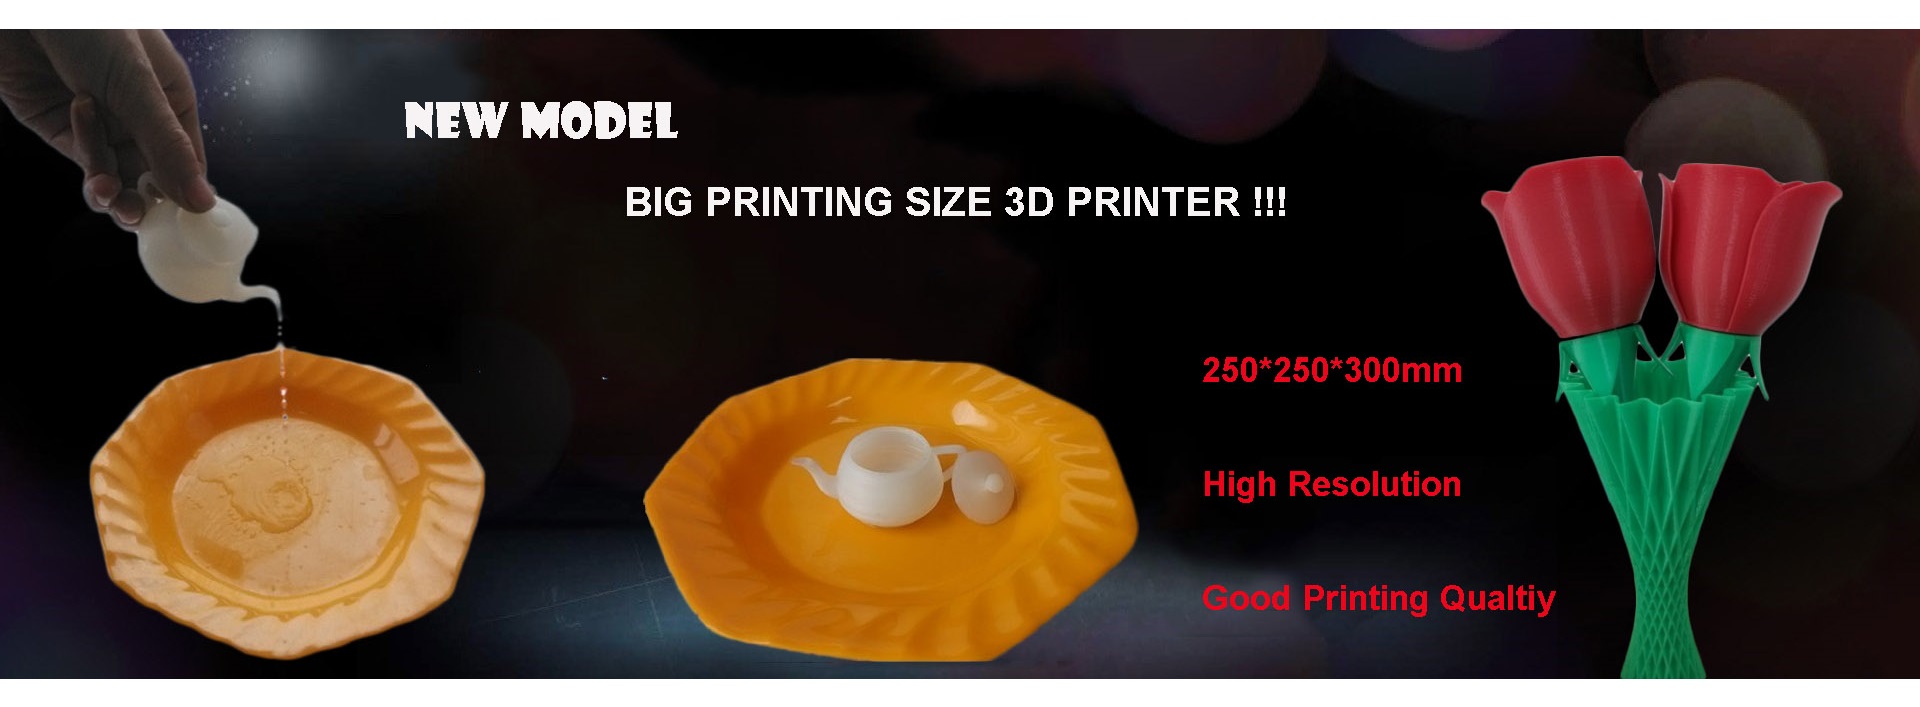 NEW MODEL
BIG PRINTING SIZE 3D PRINTER !!!
250*250*300mm
High Resolution
Good Printing Qualtiy